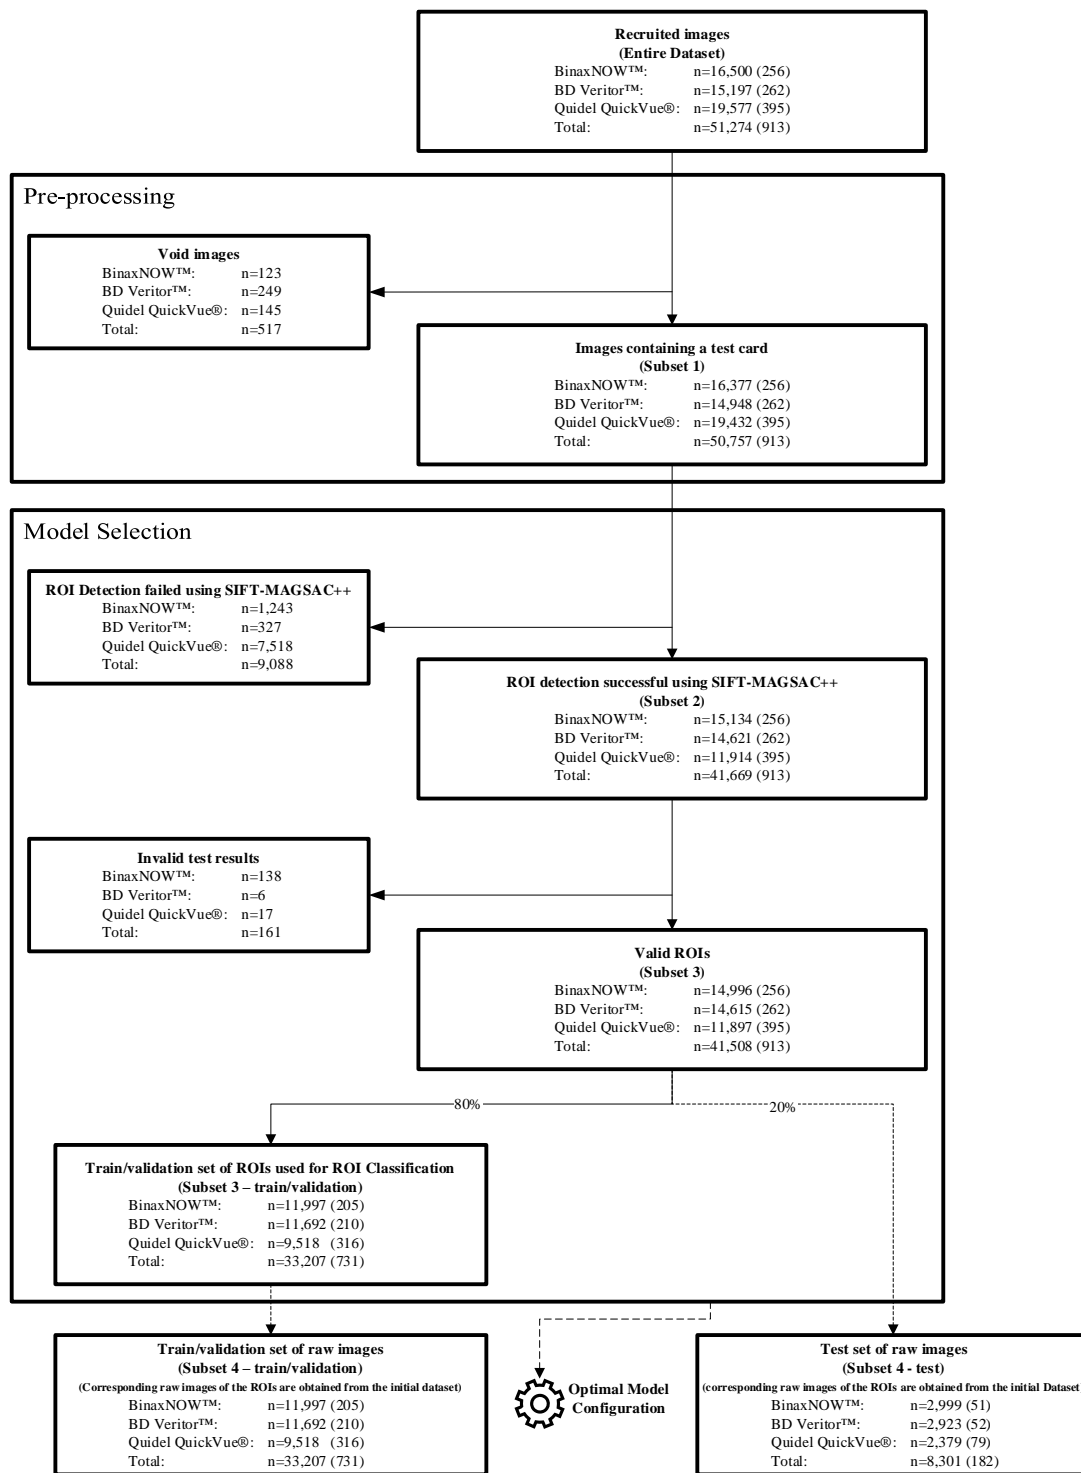 Recruited images
(Entire Dataset)
BinaxNOW™: n=16,500 (256)
BD Veritor™: n=15,197 (262)
Quidel QuickVue®: n=19,577 (395)
Total: n=51,274 (913)
Pre-processing
Void images
BinaxNOW™: n=123
BD Veritor™: n=249
Quidel QuickVue®: n=145
Total: n=517
Images containing a test card
(Subset 1)
BinaxNOW™: n=16,377 (256)
BD Veritor™: n=14,948 (262)
Quidel QuickVue®: n=19,432 (395)
Total: n=50,757 (913)
Model Selection
ROI Detection failed using SIFT-MAGSAC++
BinaxNOW™: n=1,243
BD Veritor™: n=327
Quidel QuickVue®: n=7,518
Total: n=9,088
ROI detection successful using SIFT-MAGSAC++
(Subset 2)
BinaxNOW™: n=15,134 (256)
BD Veritor™: n=14,621 (262)
Quidel QuickVue®: n=11,914 (395)
Total: n=41,669 (913)
Invalid test results
BinaxNOW™: n=138
BD Veritor™: n=6
Quidel QuickVue®: n=17
Total: n=161
Valid ROIs
(Subset 3)
BinaxNOW™: n=14,996 (256)
BD Veritor™: n=14,615 (262)
Quidel QuickVue®: n=11,897 (395)
Total: n=41,508 (913)
80%
20%
Train/validation set of ROIs used for ROI Classification
(Subset 3 – train/validation)
BinaxNOW™: n=11,997 (205)
BD Veritor™: n=11,692 (210)
Quidel QuickVue®: n=9,518 (316)
Total: n=33,207 (731)
Train/validation set of raw images
(Subset 4 – train/validation)
(Corresponding raw images of the ROIs are obtained from the initial dataset)
BinaxNOW™: n=11,997 (205)
BD Veritor™: n=11,692 (210)
Quidel QuickVue®: n=9,518 (316)
Total: n=33,207 (731)
Optimal Model
Configuration
Test set of raw images
(Subset 4 - test)
(corresponding raw images of the ROIs are obtained from the initial Dataset)
BinaxNOW™: n=2,999 (51)
BD Veritor™: n=2,923 (52)
Quidel QuickVue®: n=2,379 (79)
Total: n=8,301 (182)